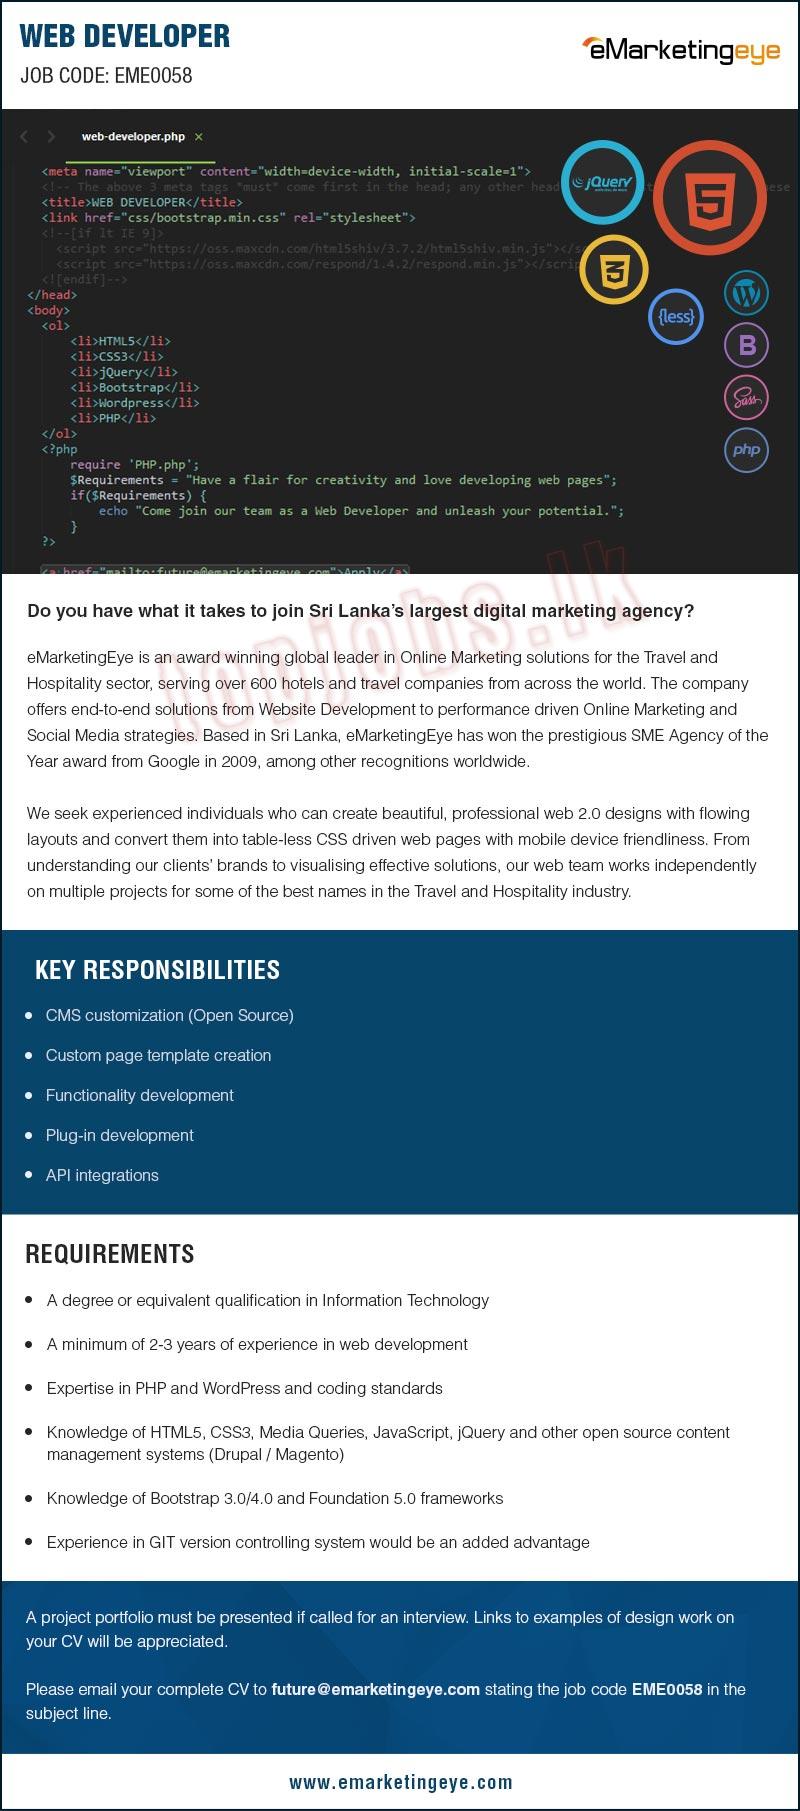 WEB DEVELOPER
JOB CODE: EME0058
eMarketingeye
web-developer.php ×
<meta name="viewport" content="width=device-width, initial-scale=1">
<!-- The above 3 meta tags *must* come first in the head; any other head
<title>WEB DEVELOPER</title>
<link href="css/bootstrap.min.css" rel="stylesheet">
<!--[if lt IE 9]>
<script src="https://oss.maxcdn.com/html5shiv/3.7.2/html5shiv.min.js"></sc
<script src="https://oss.maxcdn.com/respond/1.4.2/respond.min.js"></script
<![endif]-->
</head>
<body>
<ol>
<li>HTML5</li>
<li>CSS3</li>
<li>jQuery</li>
<li>Bootstrap</li>
<li>Wordpress</li>
<li>PHP</li>
</ol>
<?php
require 'PHP.php';
$Requirements = "Have a flair for creativity and love developing web pages";
if($Requirements) {
echo "Come join our team as a Web Developer and unleash your potential.";
}
?>
<a href="mailto:future@emarketingeye.com">Apply</a>
jQuery
5
3
{less}
W
B
Sass
php
topjobs.lk
Do you have what it takes to join Sri Lanka’s largest digital marketing agency?
eMarketingEye is an award winning global leader in Online Marketing solutions for the Travel and
Hospitality sector, serving over 600 hotels and travel companies from across the world. The company
offers end-to-end solutions from Website Development to performance driven Online Marketing and
Social Media strategies. Based in Sri Lanka, eMarketingEye has won the prestigious SME Agency of the
Year award from Google in 2009, among other recognitions worldwide.
We seek experienced individuals who can create beautiful, professional web 2.0 designs with flowing
layouts and convert them into table-less CSS driven web pages with mobile device friendliness. From
understanding our clients’ brands to visualising effective solutions, our web team works independently
on multiple projects for some of the best names in the Travel and Hospitality industry.
KEY RESPONSIBILITIES
• CMS customization (Open Source)
• Custom page template creation
• Functionality development
• Plug-in development
• API integrations
REQUIREMENTS
• A degree or equivalent qualification in Information Technology
• A minimum of 2-3 years of experience in web development
• Expertise in PHP and WordPress and coding standards
• Knowledge of HTML5, CSS3, Media Queries, JavaScript, jQuery and other open source content
management systems (Drupal / Magento)
• Knowledge of Bootstrap 3.0/4.0 and Foundation 5.0 frameworks
• Experience in GIT version controlling system would be an added advantage
A project portfolio must be presented if called for an interview. Links to examples of design work on
your CV will be appreciated.
Please email your complete CV to future@emarketingeye.com stating the job code EME0058 in the
subject line.
www.emarketingeye.com